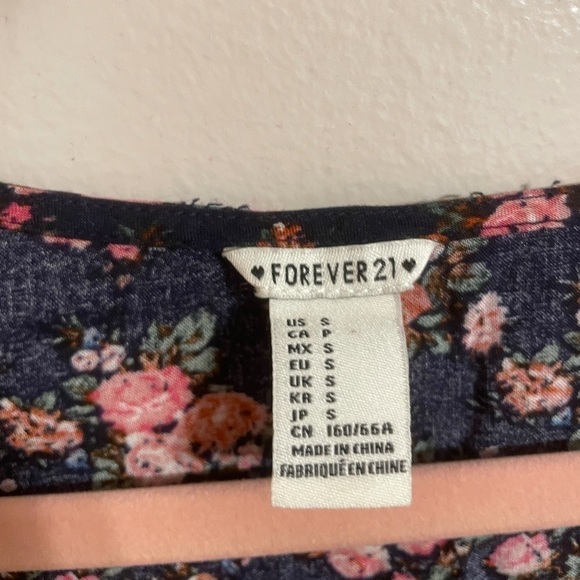 ♥ FOREVER 21 ♥
US S
CA P
MX S
EU S
UK S
KR S
JP S
CN 160/66A
MADE IN CHINA
FABRIQUÉ EN CHINE